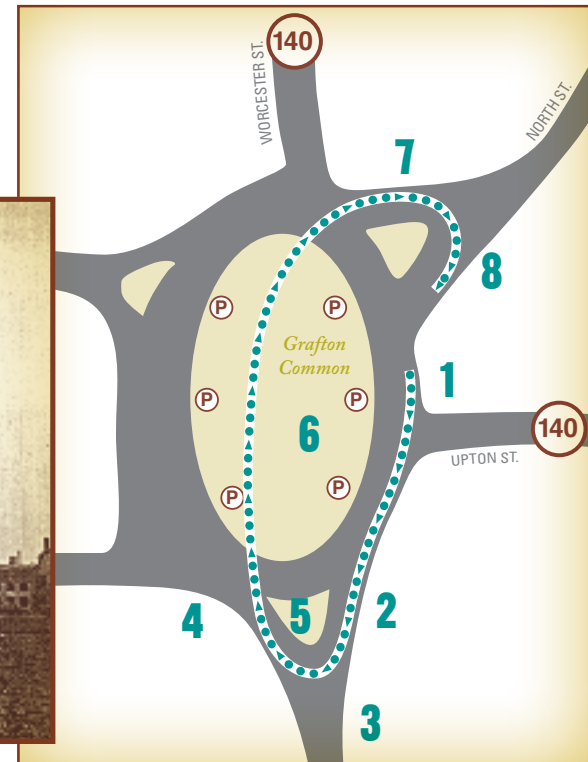 140
WORCESTER ST.
NORTH ST.
7
8
P
P
Grafton
Common
1
P
P
6
140
UPTON ST.
P
P
5
2
4
3